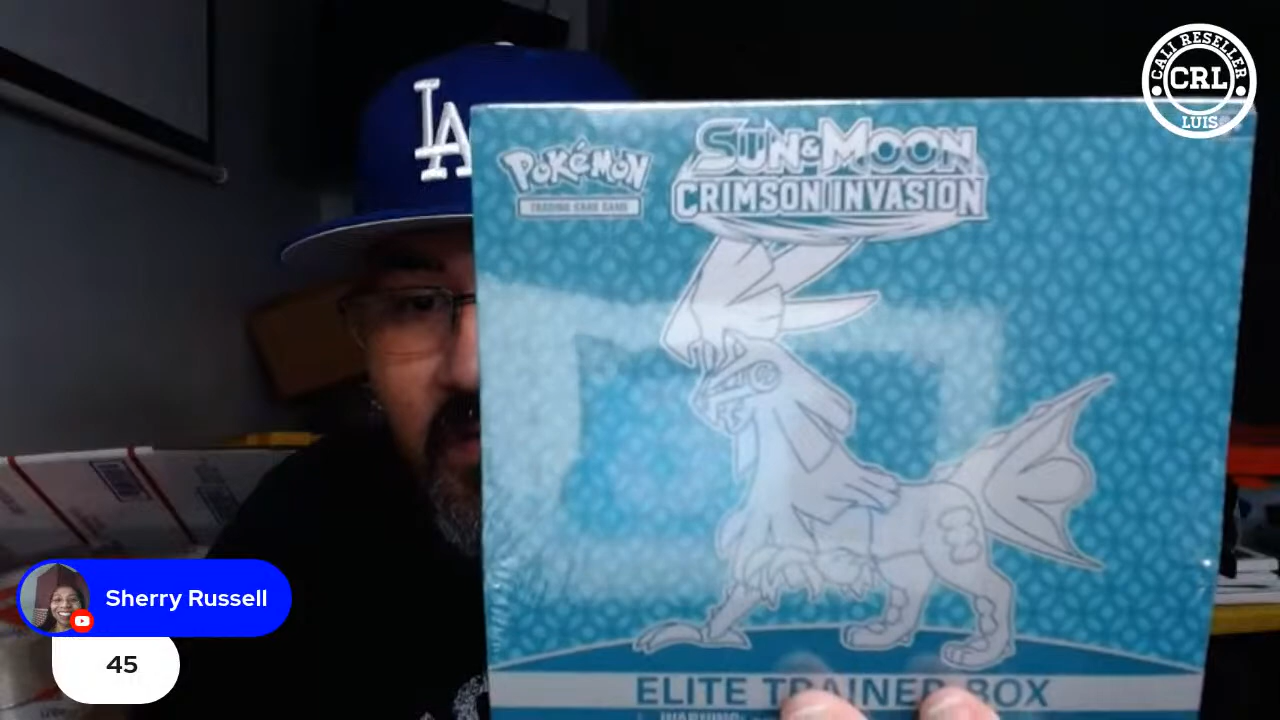 CALI RESELLER
CRL
LUIS
LA
POKÉMON
TRADING CARD GAME
SUN & MOON
CRIMSON INVASION
Sherry Russell
45
ELITE TRAINER BOX
WARNING: